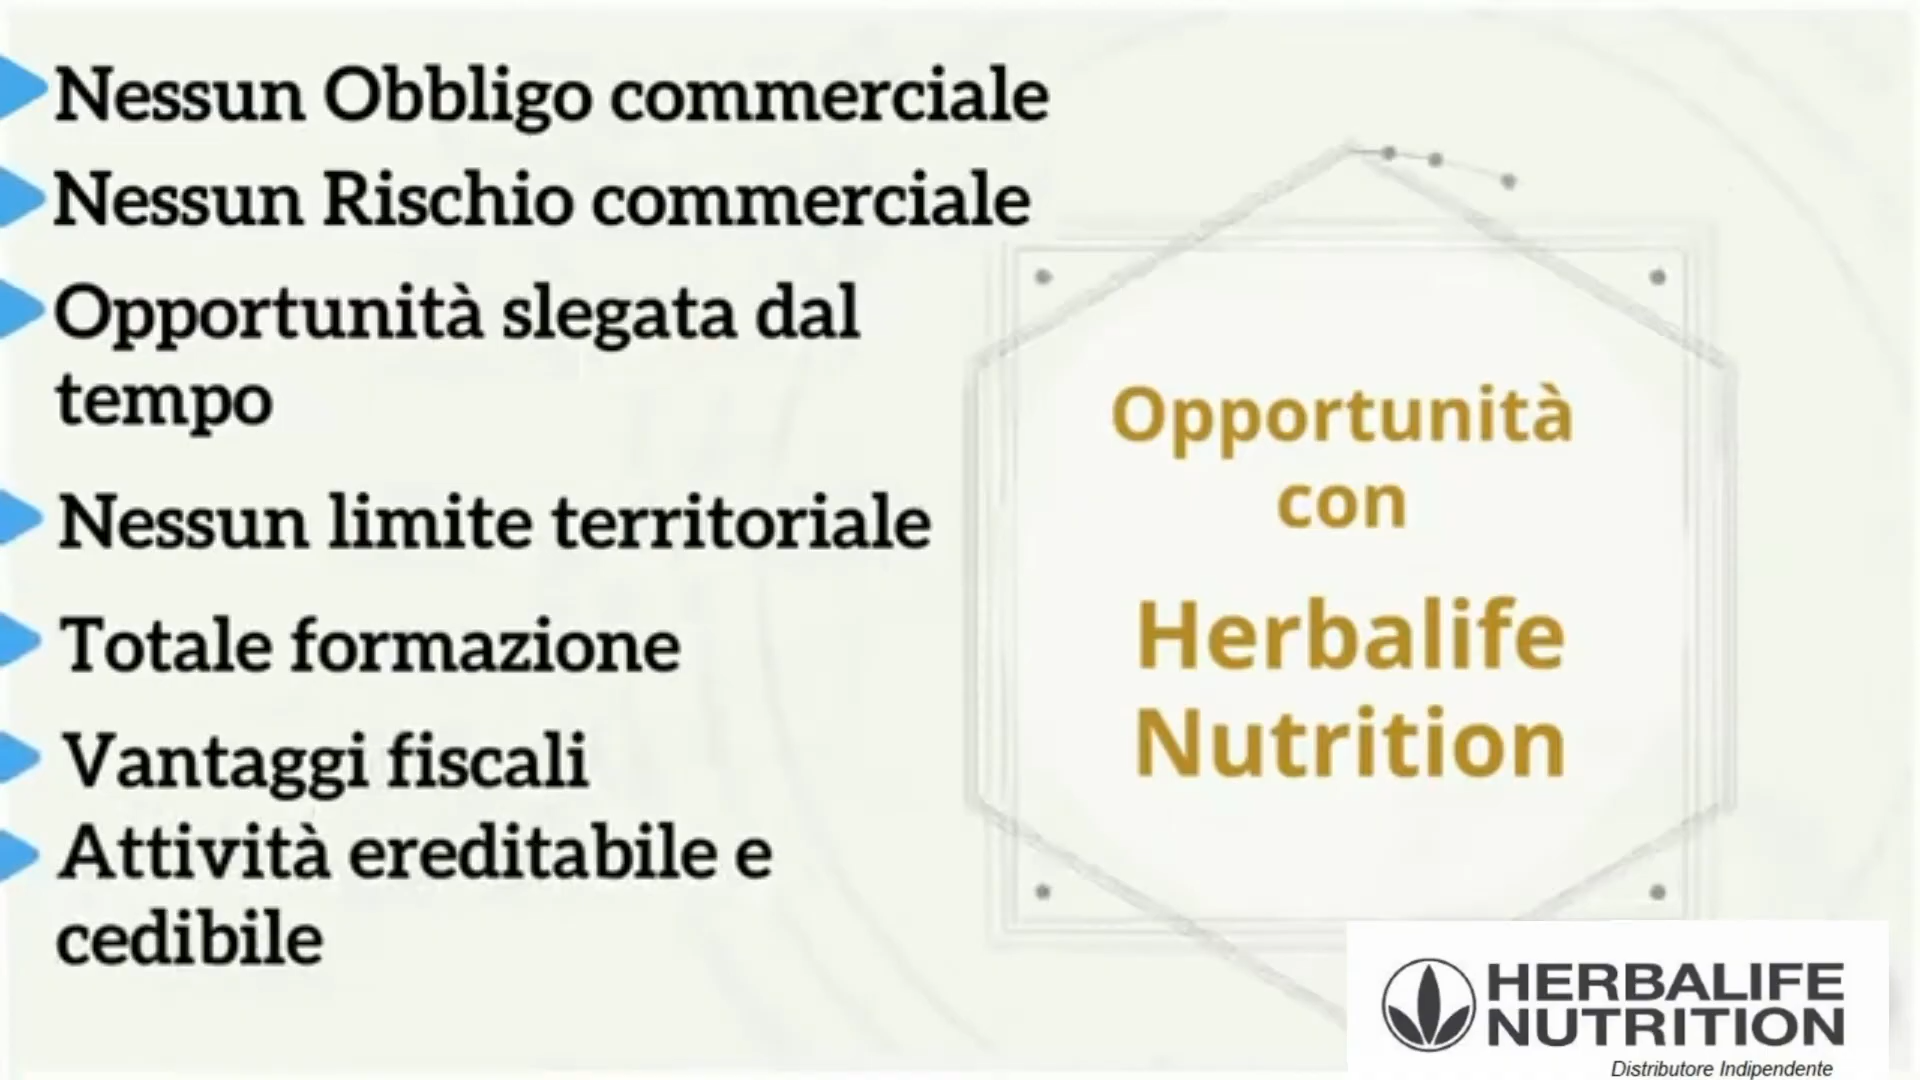 Nessun Obbligo commerciale
Nessun Rischio commerciale
Opportunità slegata dal
tempo
Nessun limite territoriale
Totale formazione
Vantaggi fiscali
Attività ereditabile e
cedibile
Opportunità
con
Herbalife
Nutrition
HERBALIFE
NUTRITION
Distributore Indipendente